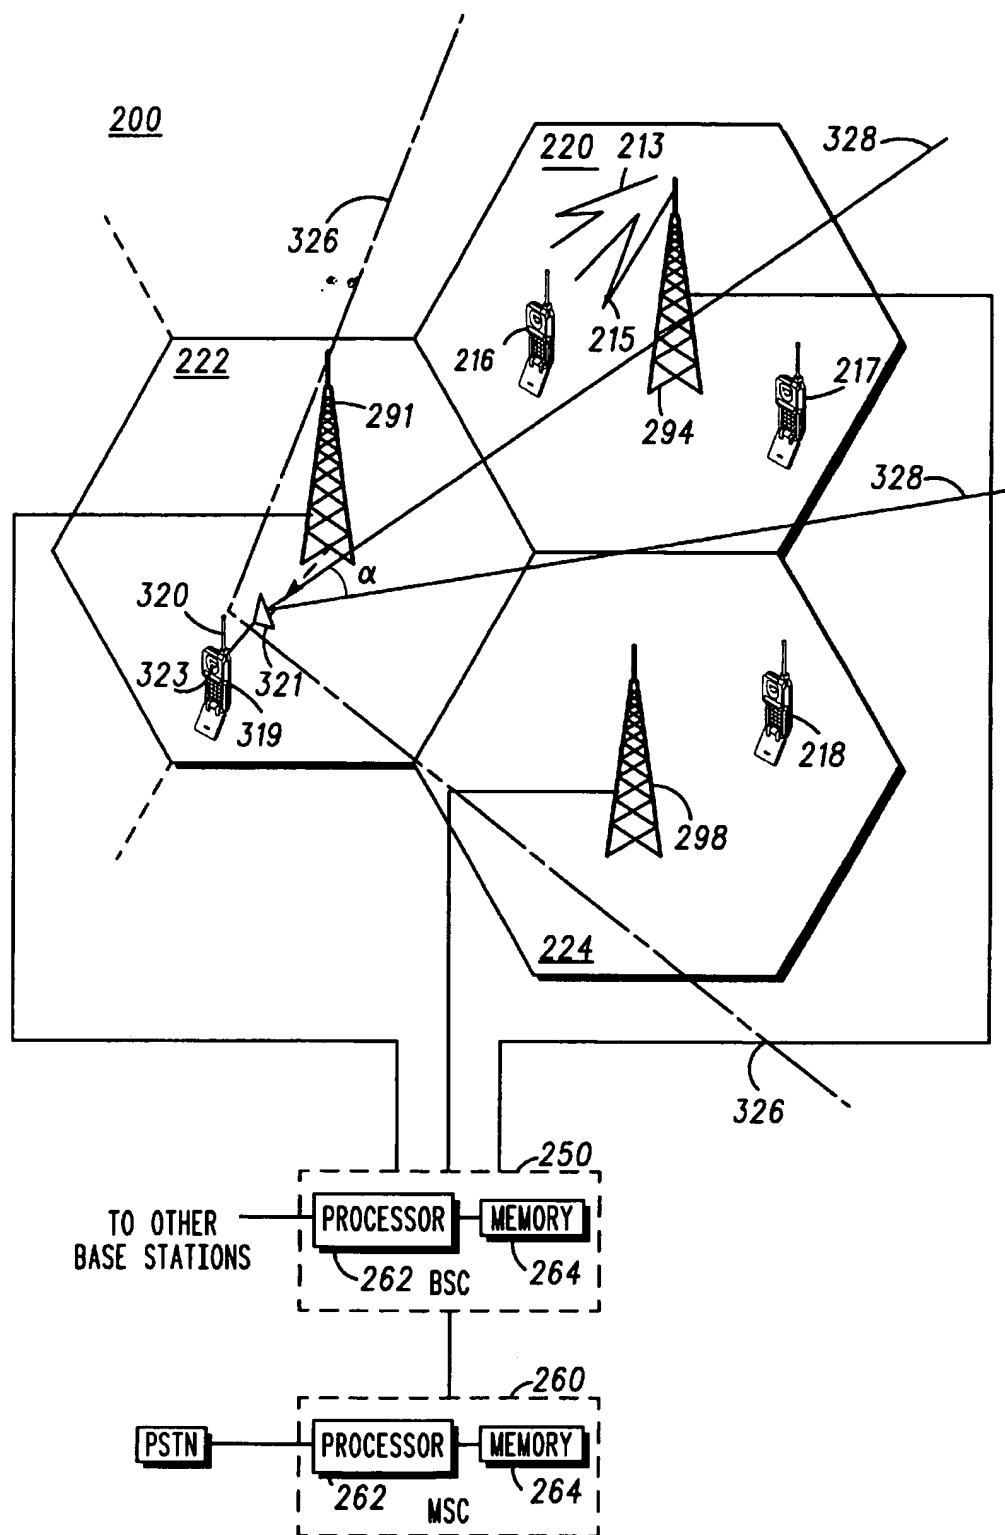 200
220
213
328
326
216
215
217
222
291
294
328
α
320
323
321
319
218
298
224
326
250
TO OTHER
BASE STATIONS
PROCESSOR
MEMORY
262
BSC
264
260
PSTN
PROCESSOR
MEMORY
262
MSC
264